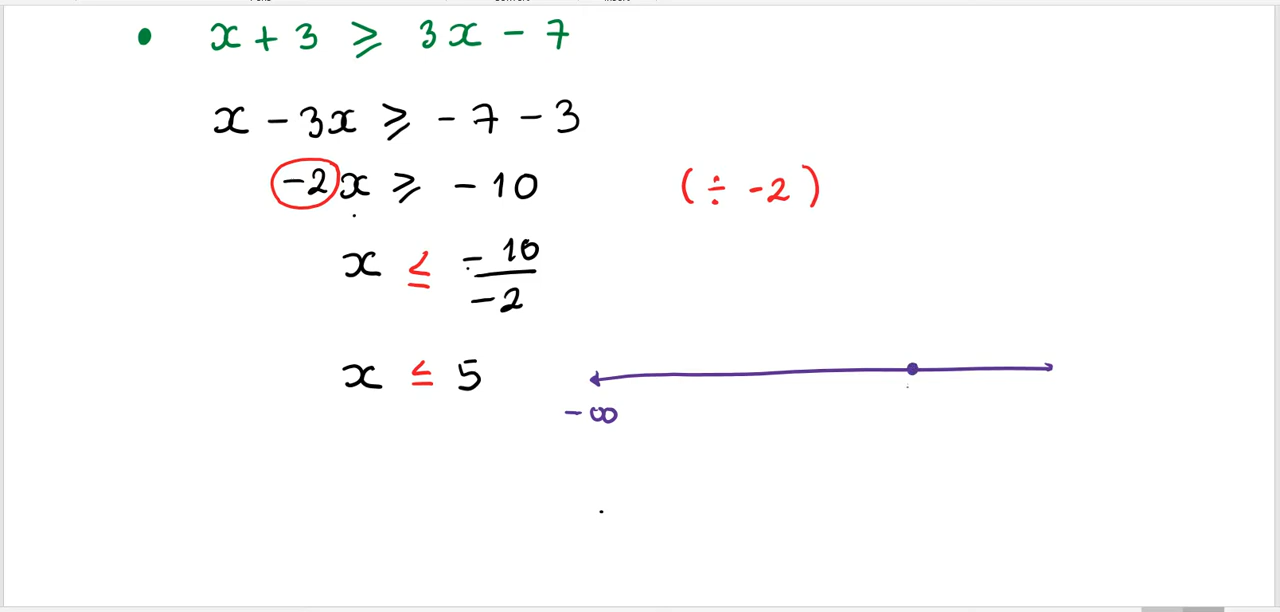 • x + 3 ⩾ 3x - 7
x - 3x ⩾ - 7 - 3
-2x ⩾ - 10 (÷ -2)
x ≤ - 10 / -2
x ≤ 5
- ∞